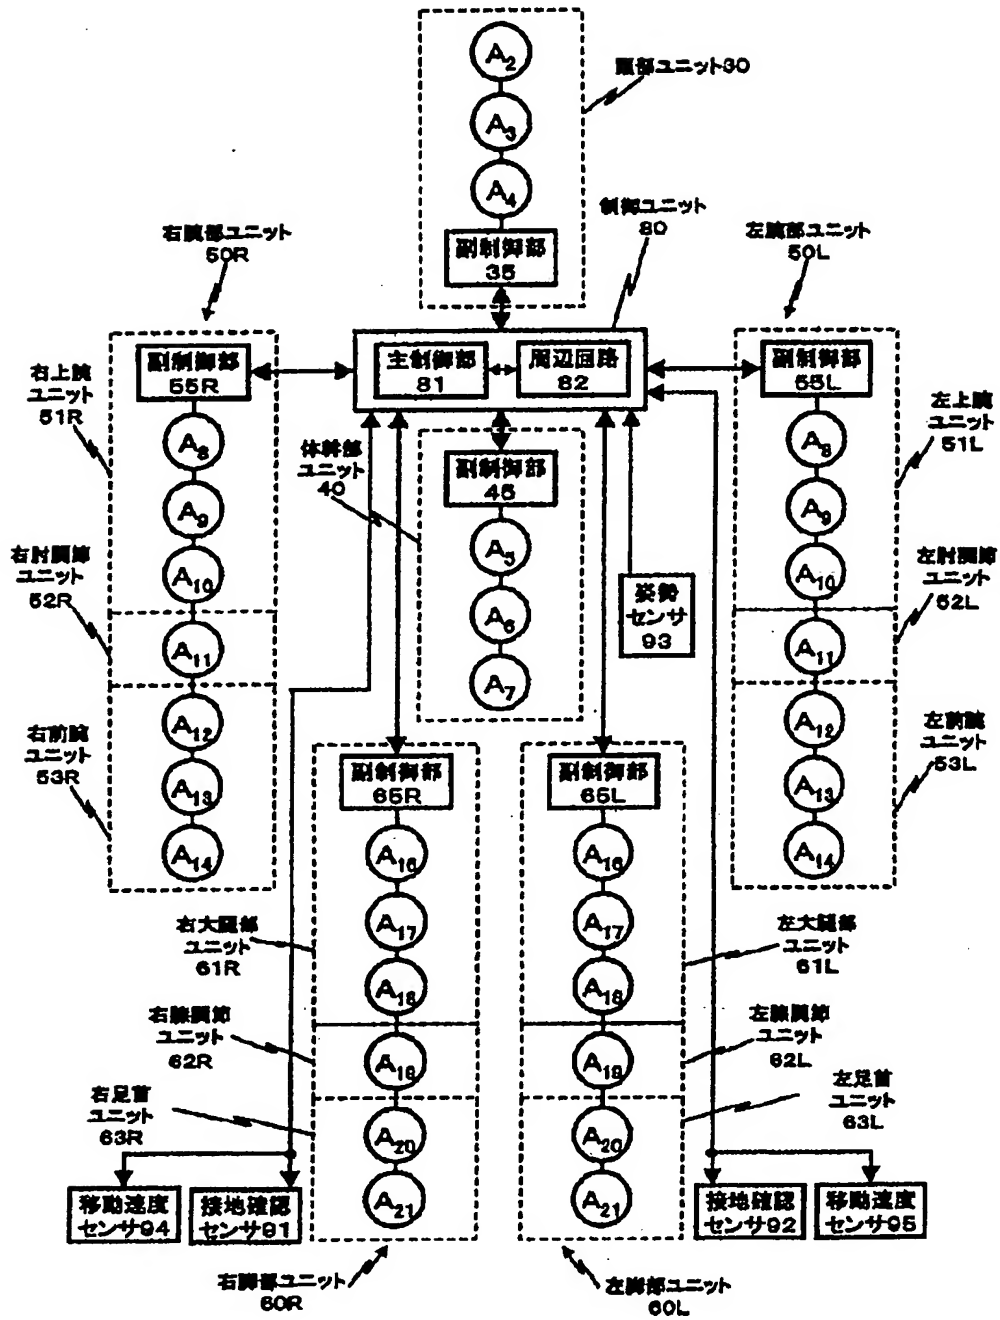 A2
頭部ユニット30
A3
A4
制御ユニット
80
右腕部ユニット
50R
左腕部ユニット
50L
副制御部
35
主制御部
81
周辺回路
82
右上腕
ユニット
51R
副制御部
55R
副制御部
55L
左上腕
ユニット
51L
体幹部
ユニット
40
副制御部
45
A8
A9
A10
A5
A6
A7
A8
A9
A10
右肘関節
ユニット
52R
左肘関節
ユニット
52L
姿勢
センサ
93
A11
A11
右前腕
ユニット
53R
A12
A13
A14
A12
A13
A14
左前腕
ユニット
53L
副制御部
65R
副制御部
65L
A16
A17
A18
A16
A17
A18
右大腿部
ユニット
61R
左大腿部
ユニット
61L
右膝関節
ユニット
62R
A19
A19
左膝関節
ユニット
62L
右足首
ユニット
63R
A20
A21
A20
A21
左足首
ユニット
63L
移動速度
センサ94
接地確認
センサ91
接地確認
センサ92
移動速度
センサ95
右脚部ユニット
60R
左脚部ユニット
60L